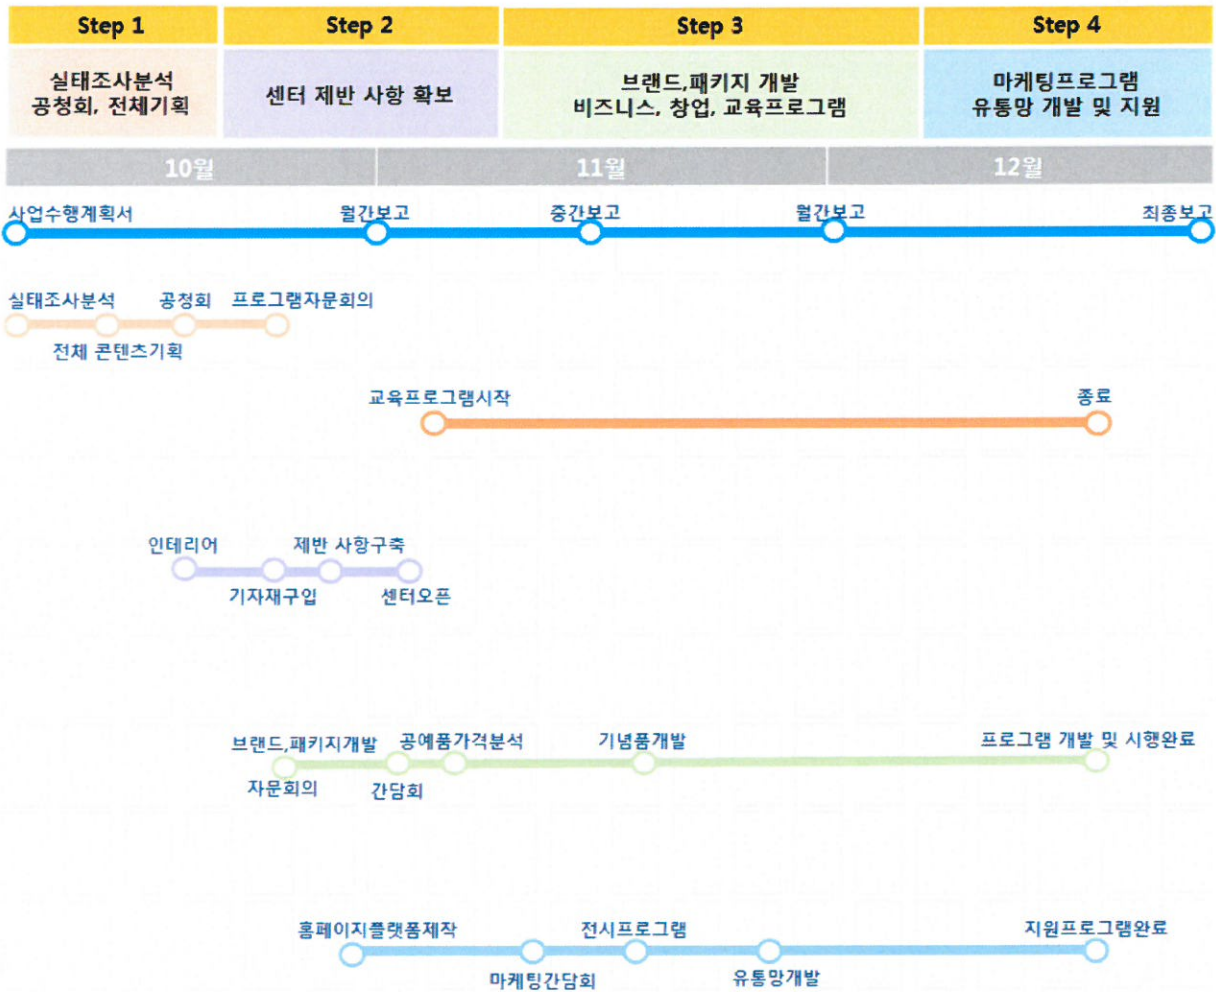 Step 1
Step 2
Step 3
Step 4
실태조사분석
공청회, 전체기획
센터 제반 사항 확보
브랜드,패키지 개발
비즈니스, 창업, 교육프로그램
마케팅프로그램
유통망 개발 및 지원
10월
11월
12월
사업수행계획서
월간보고
중간보고
월간보고
최종보고
실태조사분석
공청회
프로그램자문회의
전체 콘텐츠기획
교육프로그램시작
종료
인테리어
제반 사항구축
기자재구입
센터오픈
브랜드,패키지개발
공예품가격분석
기념품개발
프로그램 개발 및 시행완료
자문회의
간담회
홈페이지플랫폼제작
전시프로그램
지원프로그램완료
마케팅간담회
유통망개발